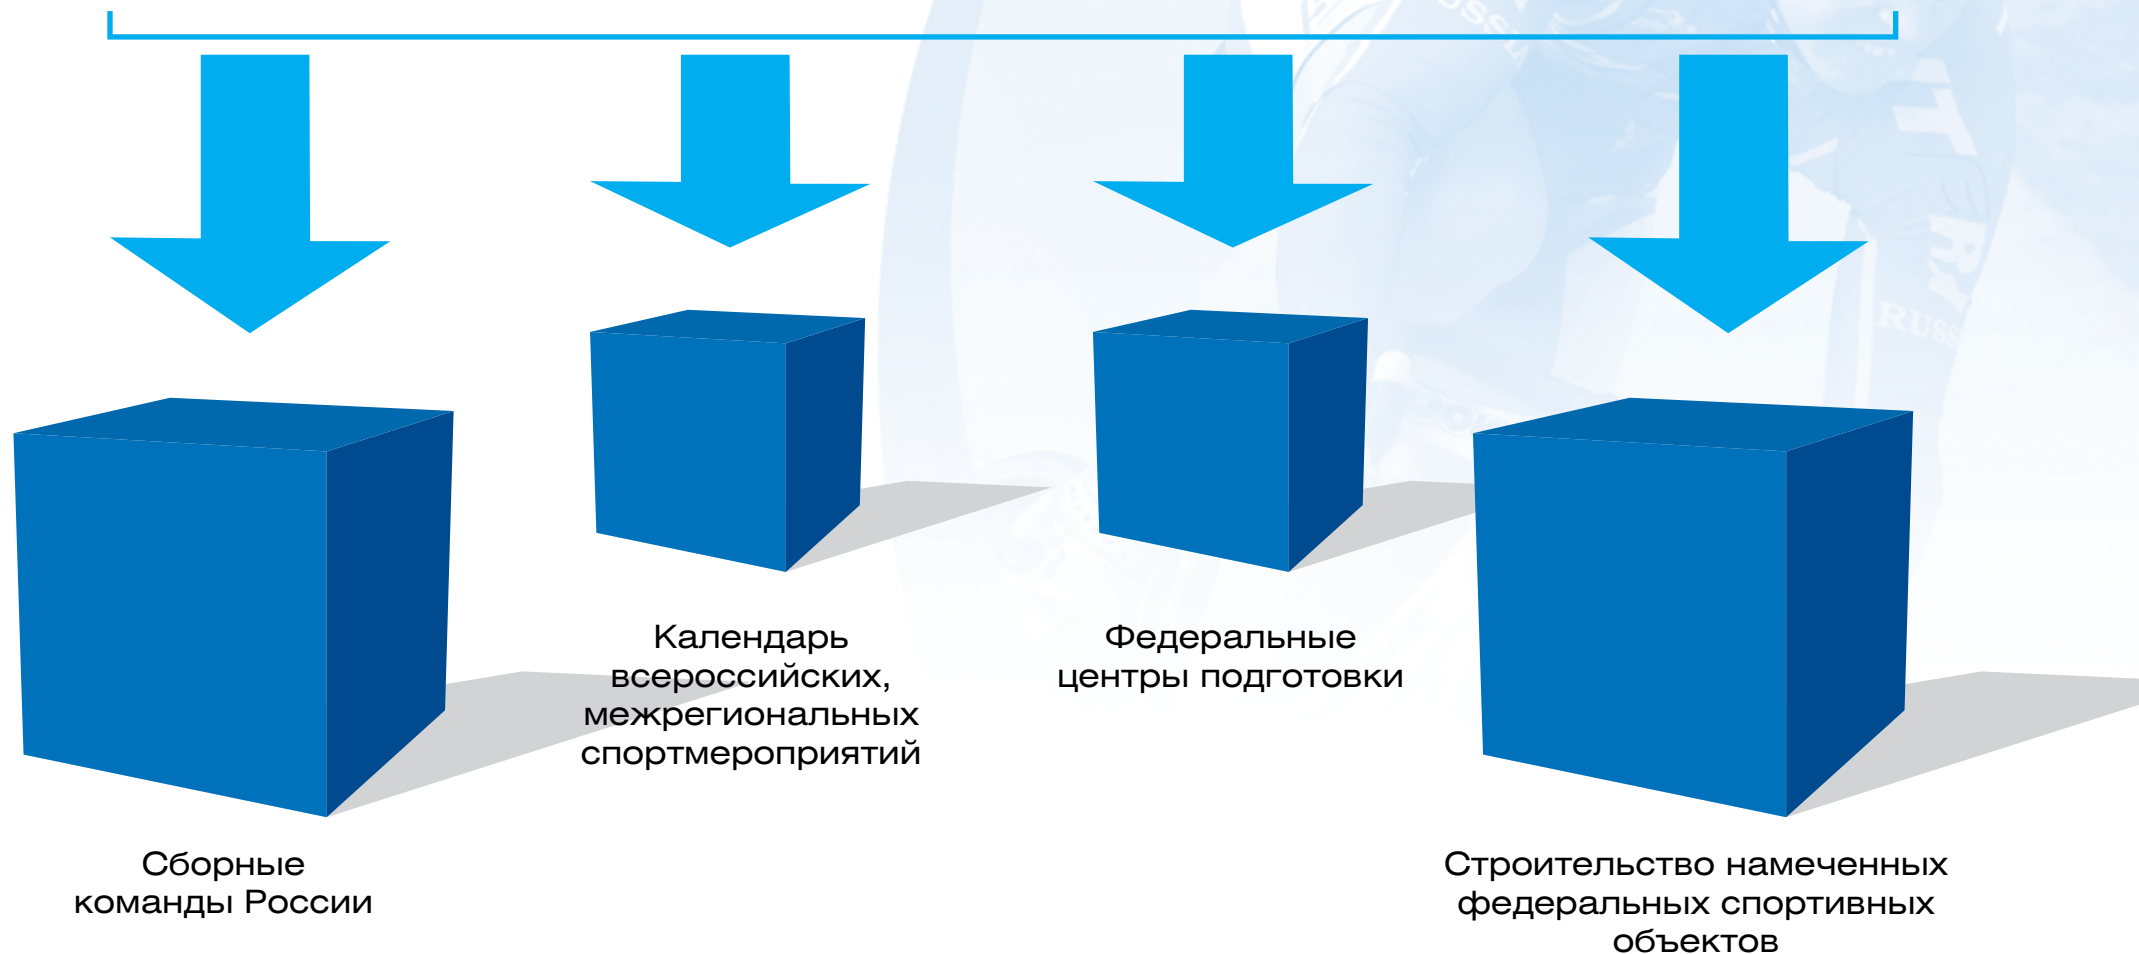 Календарь
всероссийских,
межрегиональных
спортмероприятий
Федеральные
центры подготовки
Сборные
команды России
Строительство намеченных
федеральных спортивных
объектов